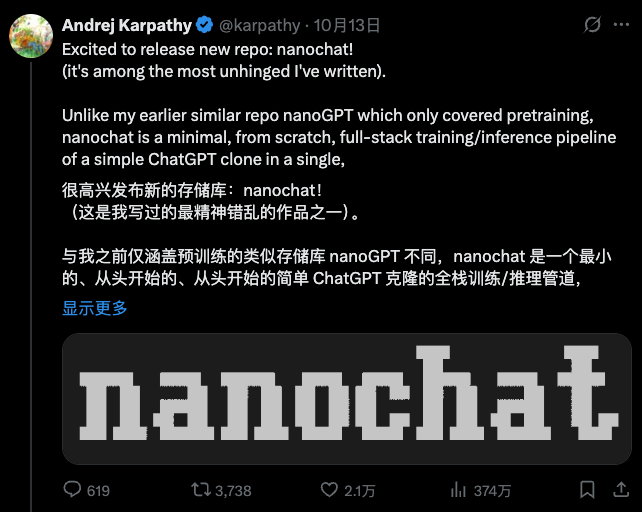 Andrej Karpathy @karpathy · 10月13日
Excited to release new repo: nanochat!
(it's among the most unhinged I've written).
Unlike my earlier similar repo nanoGPT which only covered pretraining,
nanochat is a minimal, from scratch, full-stack training/inference pipeline
of a simple ChatGPT clone in a single,
很高兴发布新的存储库：nanochat！
（这是我写过的最精神错乱的作品之一）。
与我之前仅涵盖预训练的类似存储库 nanoGPT 不同，nanochat 是一个最小
的、从头开始的、从头开始的简单 ChatGPT 克隆的全栈训练/推理管道，
显示更多
nanochat
619 3,738 2.1万 374万